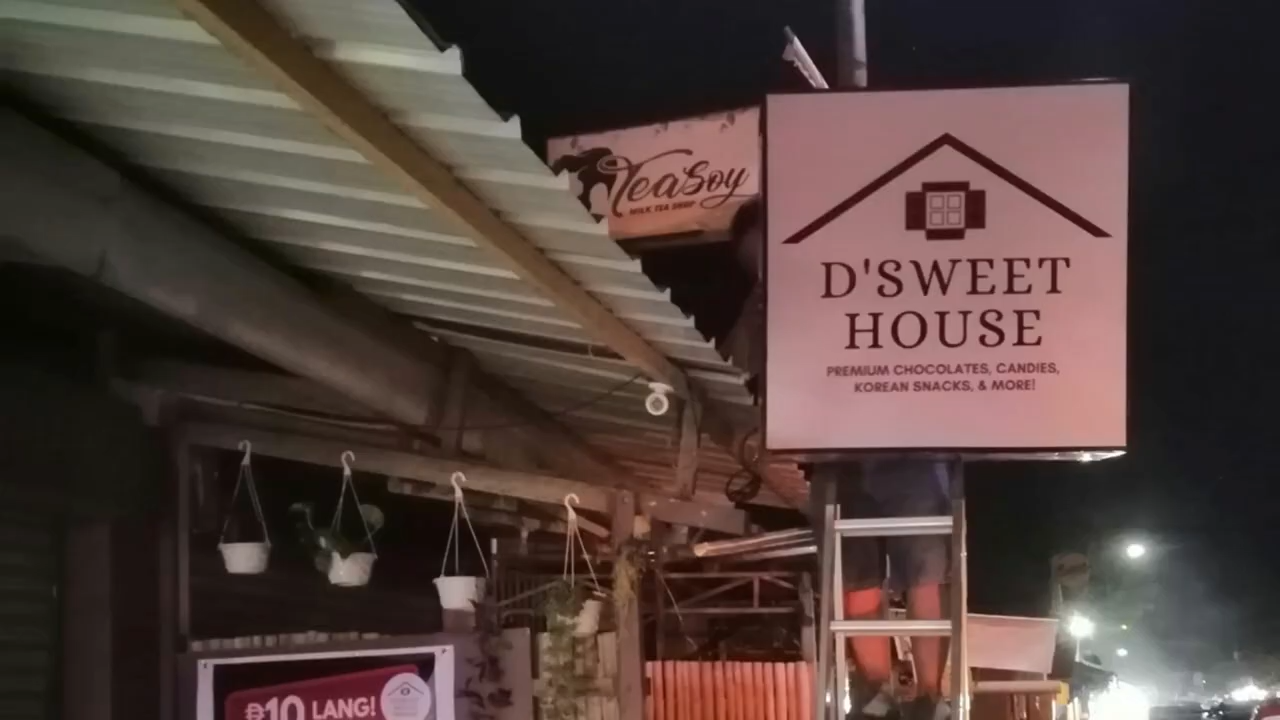 TeaSoy
MILK TEA SHOP
D'SWEET
HOUSE
PREMIUM CHOCOLATES, CANDIES,
KOREAN SNACKS, & MORE!
₱10 LANG!